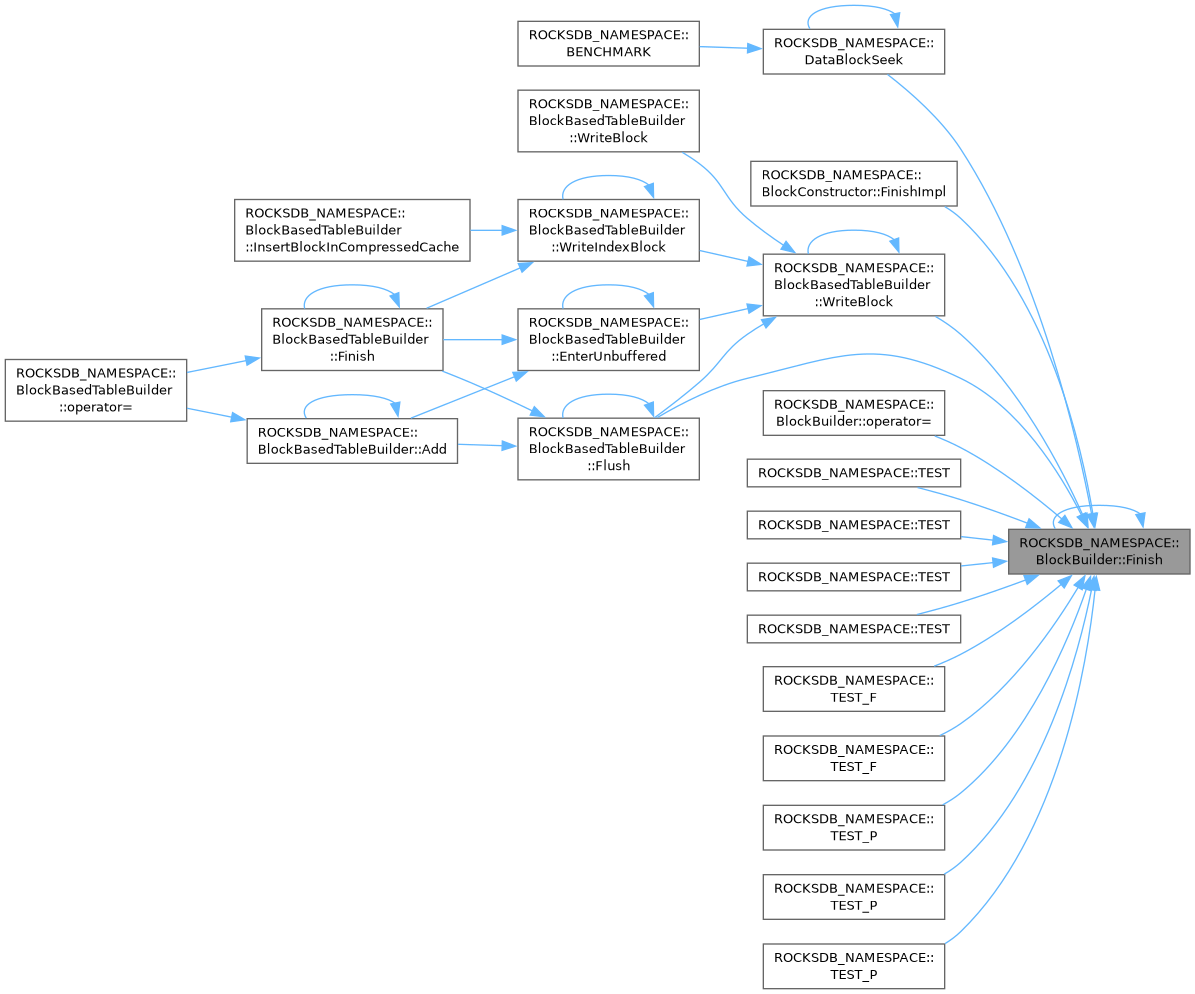 ROCKSDB_NAMESPACE::
BENCHMARK
ROCKSDB_NAMESPACE::
DataBlockSeek
ROCKSDB_NAMESPACE::
BlockBasedTableBuilder
::WriteBlock
ROCKSDB_NAMESPACE::
BlockConstructor::FinishImpl
ROCKSDB_NAMESPACE::
BlockBasedTableBuilder
::InsertBlockInCompressedCache
ROCKSDB_NAMESPACE::
BlockBasedTableBuilder
::WriteIndexBlock
ROCKSDB_NAMESPACE::
BlockBasedTableBuilder
::WriteBlock
ROCKSDB_NAMESPACE::
BlockBasedTableBuilder
::Finish
ROCKSDB_NAMESPACE::
BlockBasedTableBuilder
::EnterUnbuffered
ROCKSDB_NAMESPACE::
BlockBasedTableBuilder
::operator=
ROCKSDB_NAMESPACE::
BlockBasedTableBuilder::Add
ROCKSDB_NAMESPACE::
BlockBasedTableBuilder
::Flush
ROCKSDB_NAMESPACE::
BlockBuilder::operator=
ROCKSDB_NAMESPACE::TEST
ROCKSDB_NAMESPACE::TEST
ROCKSDB_NAMESPACE::
BlockBuilder::Finish
ROCKSDB_NAMESPACE::TEST
ROCKSDB_NAMESPACE::TEST
ROCKSDB_NAMESPACE::
TEST_F
ROCKSDB_NAMESPACE::
TEST_F
ROCKSDB_NAMESPACE::
TEST_P
ROCKSDB_NAMESPACE::
TEST_P
ROCKSDB_NAMESPACE::
TEST_P